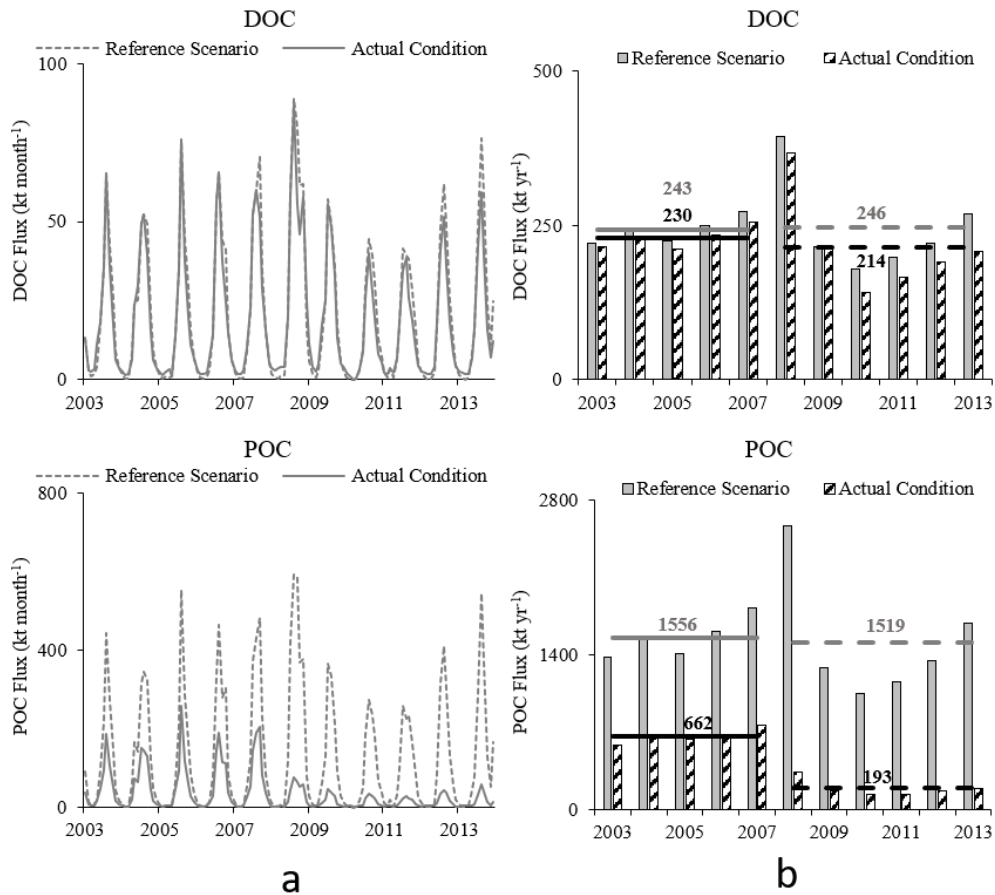 DOC
Reference Scenario Actual Condition
100
50
0
DOC Flux (kt month-1)
2003 2005 2007 2009 2011 2013
DOC
Reference Scenario Actual Condition
500
250
0
DOC Flux (kt yr-1)
243
230
246
214
2003 2005 2007 2009 2011 2013
POC
Reference Scenario Actual Condition
800
400
0
POC Flux (kt month-1)
2003 2005 2007 2009 2011 2013
a
POC
Reference Scenario Actual Condition
2800
1400
0
POC Flux (kt yr-1)
1556
662
1519
193
2003 2005 2007 2009 2011 2013
b